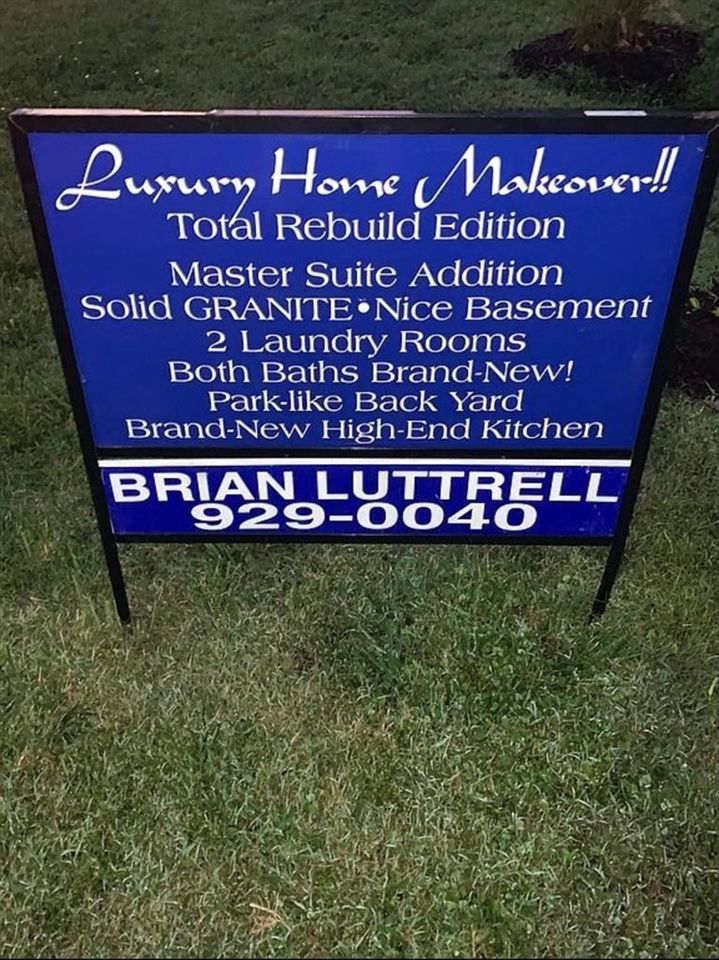 Luxury Home Makeover!!
Total Rebuild Edition
Master Suite Addition
Solid GRANITE•Nice Basement
2 Laundry Rooms
Both Baths Brand-New!
Park-like Back Yard
Brand-New High-End Kitchen
BRIAN LUTTRELL
929-0040